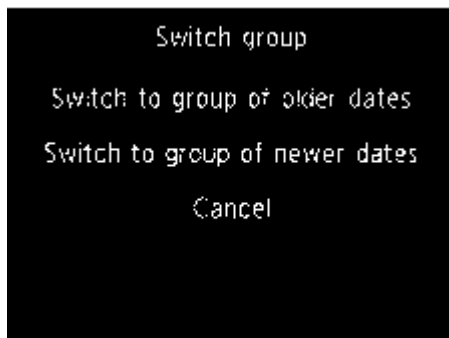 Switch group
Switch to group of older dates
Switch to group of newer dates
Cancel